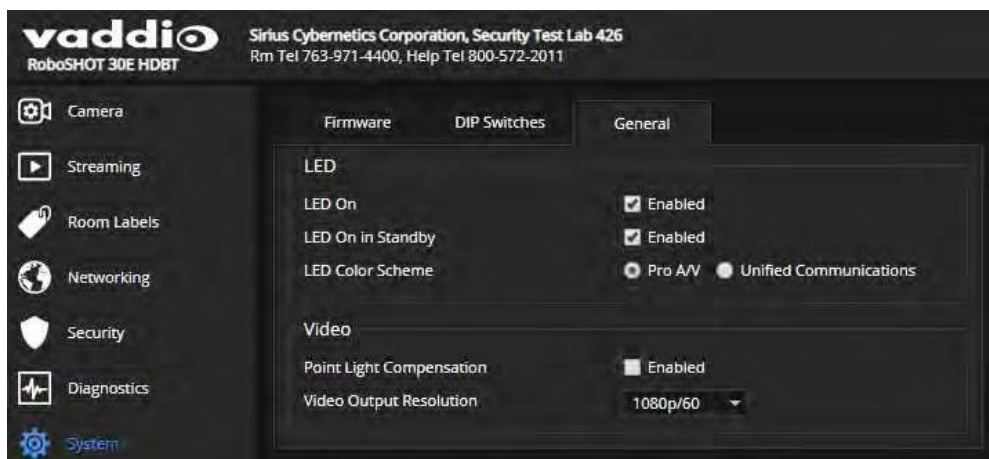 vaddio
RoboSHOT 30E HDBT
Sirius Cybernetics Corporation, Security Test Lab 426
Rm Tel 763-971-4400, Help Tel 800-572-2011
Camera
Streaming
Room Labels
Networking
Security
Diagnostics
System
Firmware DIP Switches General
LED
LED On Enabled
LED On in Standby Enabled
LED Color Scheme Pro A/V Unified Communications
Video
Point Light Compensation Enabled
Video Output Resolution 1080p/60